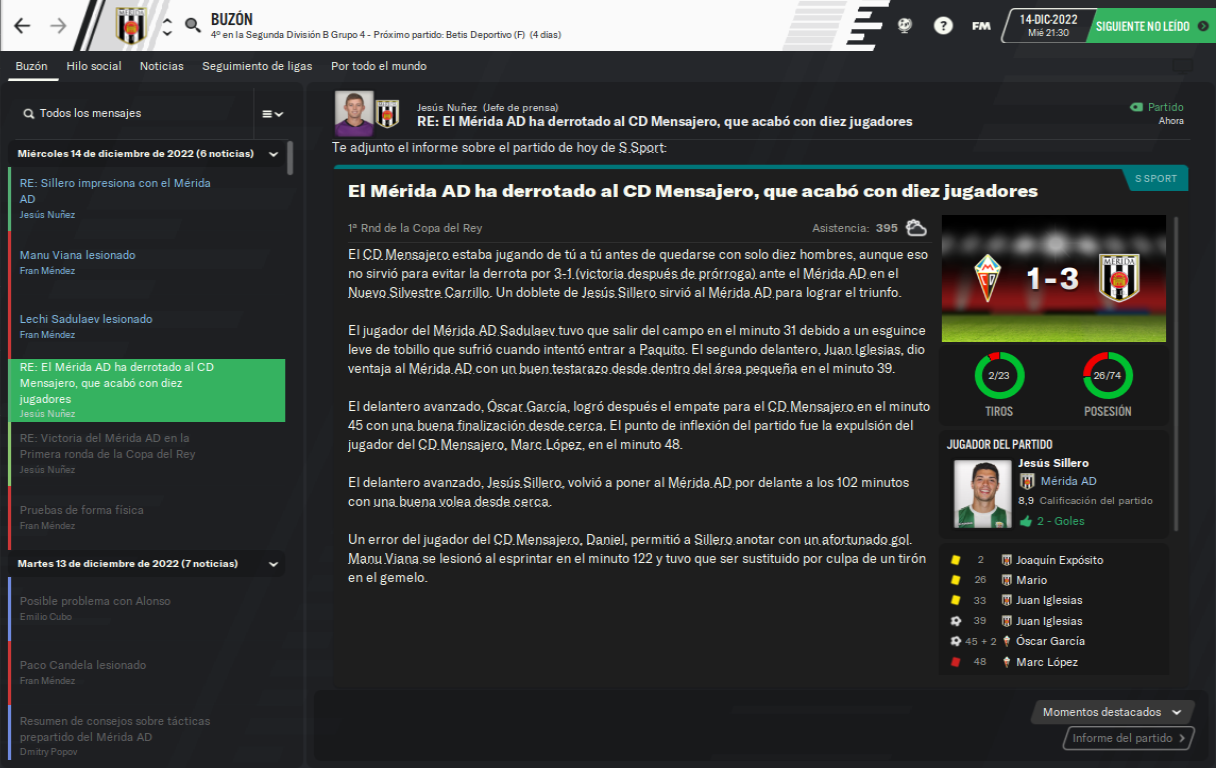 BUZÓN
4º en la Segunda División B Grupo 4 - Próximo partido: Betis Deportivo (F) (4 días)
FM
14-DIC-2022
Mié 21:30
SIGUIENTE NO LEÍDO
Buzón Hilo social Noticias Seguimiento de ligas Por todo el mundo
Todos los mensajes
Miércoles 14 de diciembre de 2022 (6 noticias)
RE: Sillero impresiona con el Mérida
AD
Jesús Nuñez
Manu Viana lesionado
Fran Méndez
Lechi Sadulaev lesionado
Fran Méndez
RE: El Mérida AD ha derrotado al CD
Mensajero, que acabó con diez
jugadores
Jesús Nuñez
RE: Victoria del Mérida AD en la
Primera ronda de la Copa del Rey
Jesús Nuñez
Pruebas de forma física
Fran Méndez
Martes 13 de diciembre de 2022 (7 noticias)
Posible problema con Alonso
Emilio Cubo
Paco Candela lesionado
Fran Méndez
Resumen de consejos sobre tácticas
prepartido del Mérida AD
Dmitry Popov
Jesús Nuñez (Jefe de prensa)
RE: El Mérida AD ha derrotado al CD Mensajero, que acabó con diez jugadores
Partido
Ahora
Te adjunto el informe sobre el partido de hoy de S Sport:
S SPORT
El Mérida AD ha derrotado al CD Mensajero, que acabó con diez jugadores
1ª Rnd de la Copa del Rey
Asistencia: 395
El CD Mensajero estaba jugando de tú a tú antes de quedarse con solo diez hombres, aunque eso
no sirvió para evitar la derrota por 3-1 (victoria después de prórroga) ante el Mérida AD en el
Nuevo Silvestre Carrillo. Un doblete de Jesús Sillero sirvió al Mérida AD para lograr el triunfo.
El jugador del Mérida AD Sadulaev tuvo que salir del campo en el minuto 31 debido a un esguince
leve de tobillo que sufrió cuando intentó entrar a Paquito. El segundo delantero, Juan Iglesias, dio
ventaja al Mérida AD con un buen testarazo desde dentro del área pequeña en el minuto 39.
El delantero avanzado, Óscar García, logró después el empate para el CD Mensajero en el minuto
45 con una buena finalización desde cerca. El punto de inflexión del partido fue la expulsión del
jugador del CD Mensajero, Marc López, en el minuto 48.
El delantero avanzado, Jesús Sillero, volvió a poner al Mérida AD por delante a los 102 minutos
con una buena volea desde cerca.
Un error del jugador del CD Mensajero, Daniel, permitió a Sillero anotar con un afortunado gol.
Manu Viana se lesionó al esprintar en el minuto 122 y tuvo que ser sustituido por culpa de un tirón
en el gemelo.
1-3
MÉRIDA
2/23
26/74
TIROS
POSESIÓN
JUGADOR DEL PARTIDO
Jesús Sillero
Mérida AD
8,9 Calificación del partido
2 - Goles
2 Joaquín Expósito
26 Mario
33 Juan Iglesias
39 Juan Iglesias
45 + 2 Óscar García
48 Marc López
Momentos destacados
Informe del partido